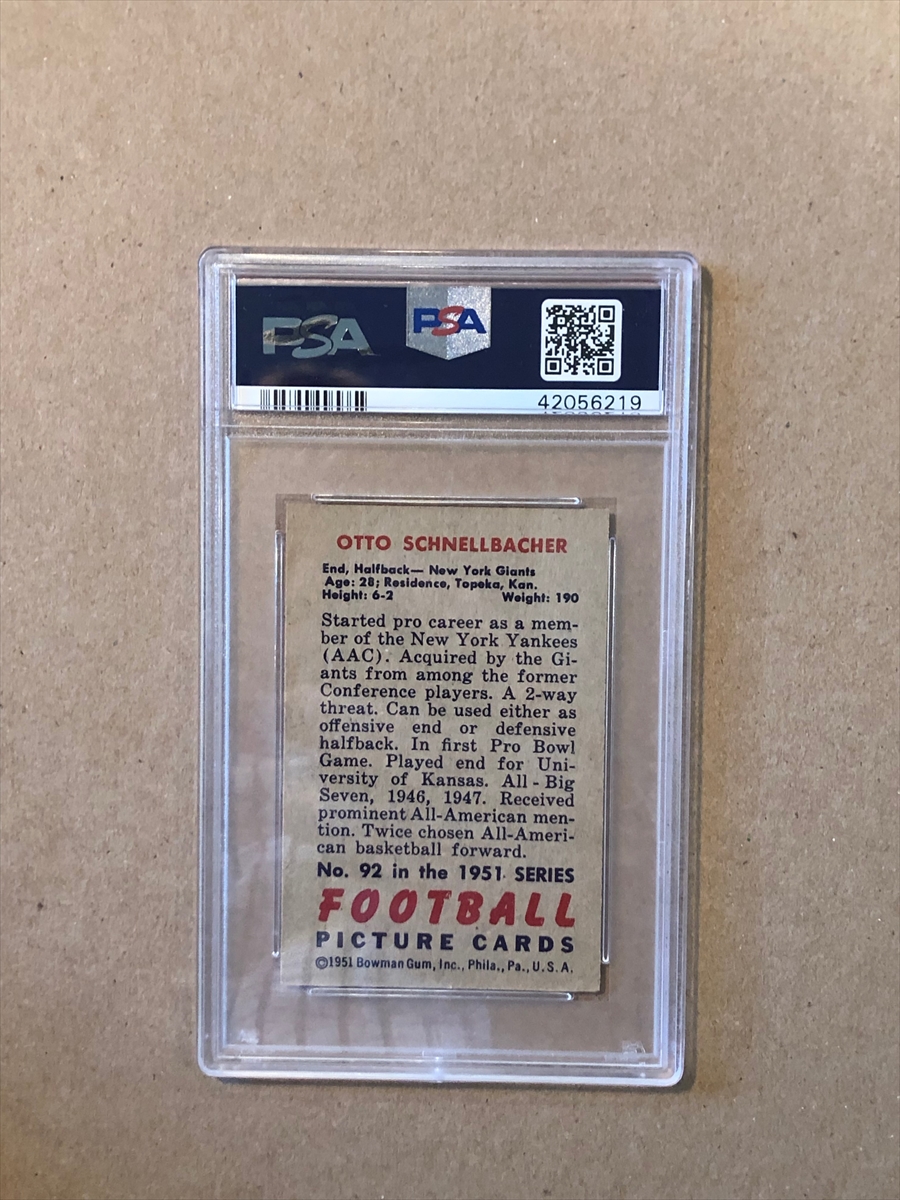 PSA
PSA
42056219
OTTO SCHNELLBACHER
End, Halfback— New York Giants
Age: 28; Residence, Topeka, Kan.
Height: 6-2 Weight: 190
Started pro career as a mem-
ber of the New York Yankees
(AAC). Acquired by the Gi-
ants from among the former
Conference players. A 2-way
threat. Can be used either as
offensive end or defensive
halfback. In first Pro Bowl
Game. Played end for Uni-
versity of Kansas. All - Big
Seven, 1946, 1947. Received
prominent All-American men-
tion. Twice chosen All-Ameri-
can basketball forward.
No. 92 in the 1951 SERIES
FOOTBALL
PICTURE CARDS
©1951 Bowman Gum, Inc., Phila., Pa., U.S.A.